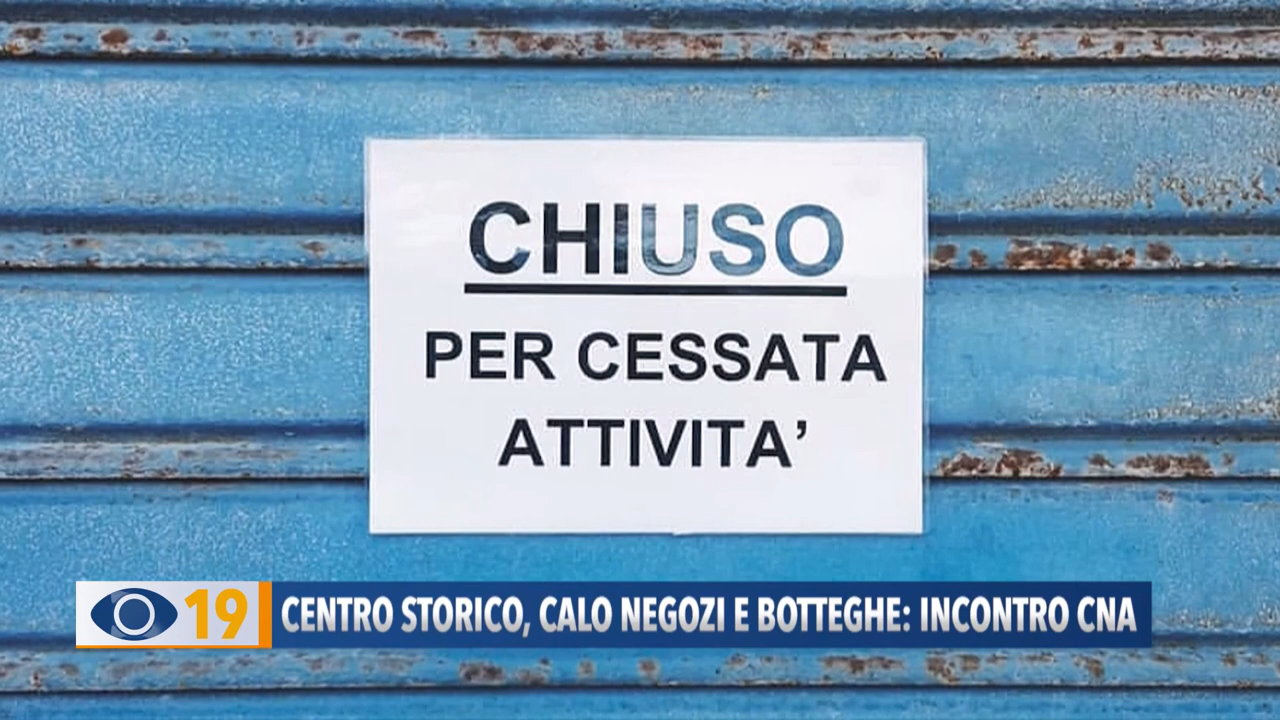 CHIUSO
PER CESSATA
ATTIVITA’
19
CENTRO STORICO, CALO NEGOZI E BOTTEGHE: INCONTRO CNA